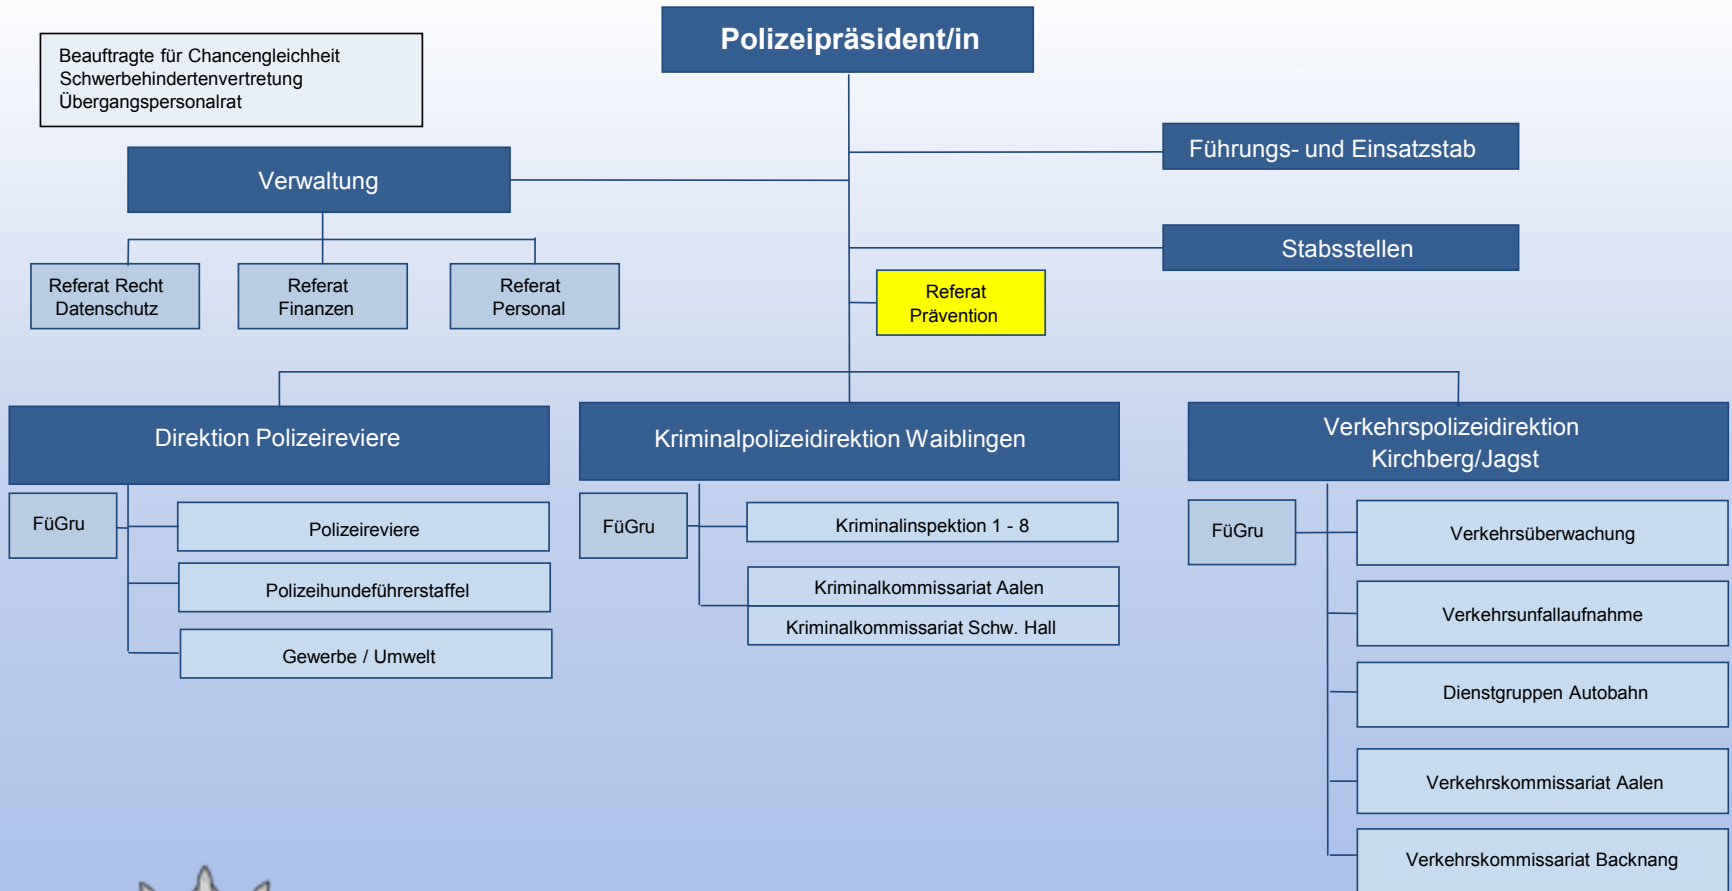 Polizeipräsident/in
Beauftragte für Chancengleichheit
Schwerbehindertenvertretung
Übergangspersonalrat
Führungs- und Einsatzstab
Verwaltung
Stabsstellen
Referat Recht
Datenschutz
Referat
Finanzen
Referat
Personal
Referat
Prävention
Direktion Polizeireviere
FüGru
Polizeireviere
Polizeihundeführerstaffel
Gewerbe / Umwelt
Kriminalpolizeidirektion Waiblingen
FüGru
Kriminalinspektion 1 - 8
Kriminalkommissariat Aalen
Kriminalkommissariat Schw. Hall
Verkehrspolizeidirektion
Kirchberg/Jagst
FüGru
Verkehrsüberwachung
Verkehrsunfallaufnahme
Dienstgruppen Autobahn
Verkehrskommissariat Aalen
Verkehrskommissariat Backnang